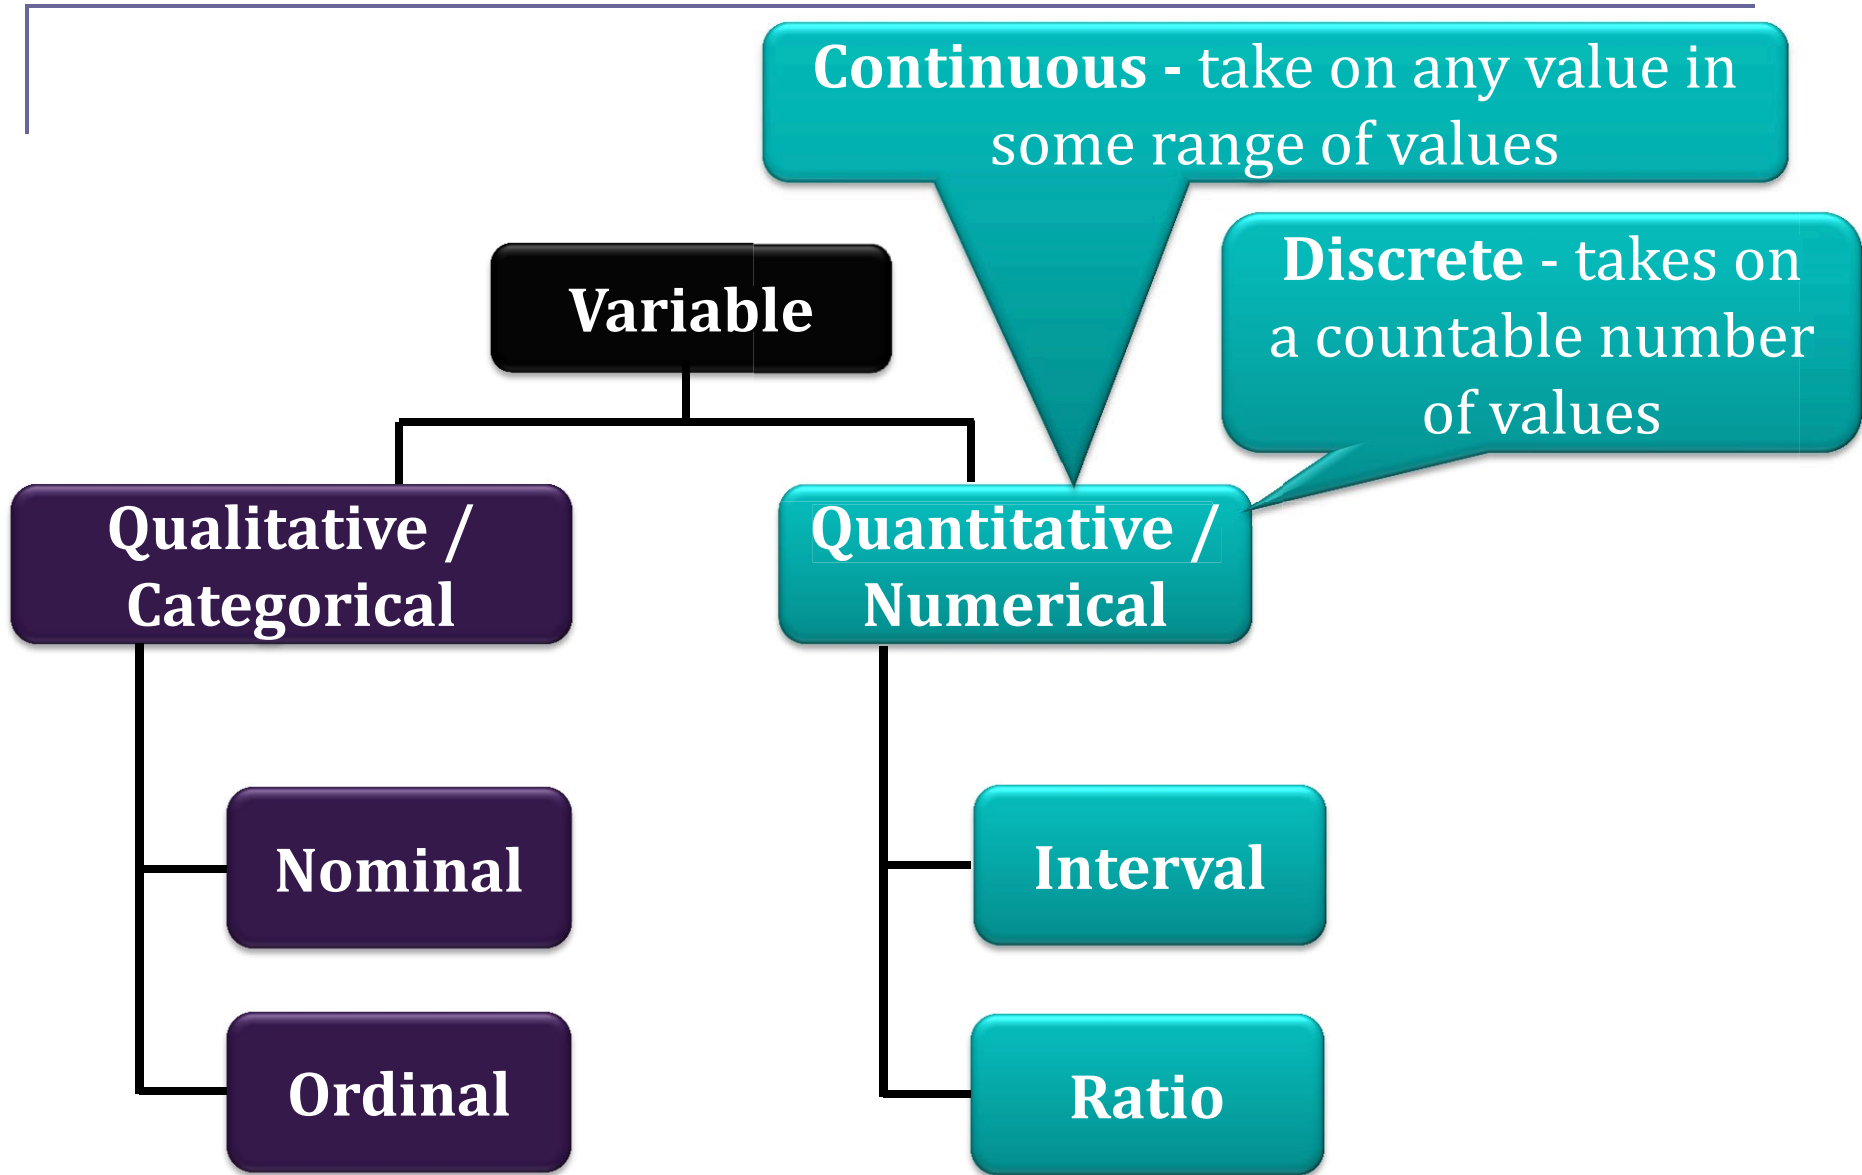 Continuous - take on any value in
some range of values
Variable
Discrete - takes on
a countable number
of values
Qualitative /
Categorical
Quantitative /
Numerical
Nominal
Interval
Ordinal
Ratio